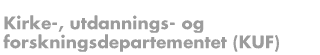 Kirke-, utdannings- og
forskningsdepartementet (KUF)